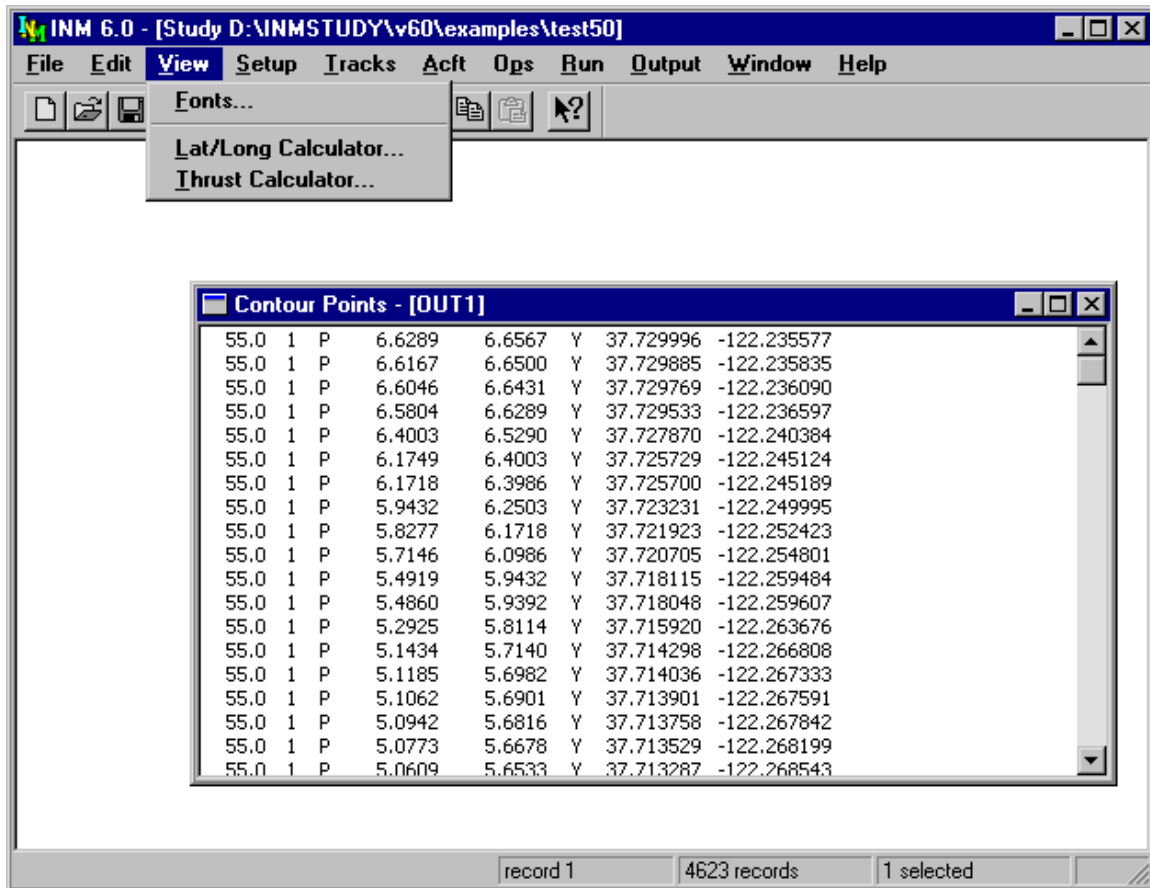 INM 6.0 - [Study D:\INMSTUDY\v60\examples\test50]
File Edit View Setup Tracks Acft Ops Run Output Window Help
Fonts...
Lat/Long Calculator...
Thrust Calculator...
Contour Points - [OUT1]
55.0 1 P 6.6289 6.6567 Y 37.729996 -122.235577
55.0 1 P 6.6167 6.6500 Y 37.729885 -122.235835
55.0 1 P 6.6046 6.6431 Y 37.729769 -122.236090
55.0 1 P 6.5804 6.6289 Y 37.729533 -122.236597
55.0 1 P 6.4003 6.5290 Y 37.727870 -122.240384
55.0 1 P 6.1749 6.4003 Y 37.725729 -122.245124
55.0 1 P 6.1718 6.3986 Y 37.725700 -122.245189
55.0 1 P 5.9432 6.2503 Y 37.723231 -122.249995
55.0 1 P 5.8277 6.1718 Y 37.721923 -122.252423
55.0 1 P 5.7146 6.0986 Y 37.720705 -122.254801
55.0 1 P 5.4919 5.9432 Y 37.718115 -122.259484
55.0 1 P 5.4860 5.9392 Y 37.718048 -122.259607
55.0 1 P 5.2925 5.8114 Y 37.715920 -122.263676
55.0 1 P 5.1434 5.7140 Y 37.714298 -122.266808
55.0 1 P 5.1185 5.6982 Y 37.714036 -122.267333
55.0 1 P 5.1062 5.6901 Y 37.713901 -122.267591
55.0 1 P 5.0942 5.6816 Y 37.713758 -122.267842
55.0 1 P 5.0773 5.6678 Y 37.713529 -122.268199
55.0 1 P 5.0609 5.6533 Y 37.713287 -122.268543
record 1 4623 records 1 selected